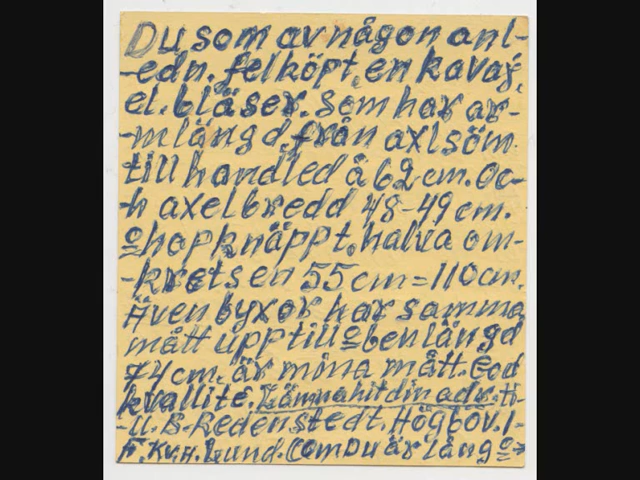 Du som av någon anl-
-edn. felköpt, en kavaj,
el. bläser. Som har ar-
-mlängd, från axlsöm.
till handled å 62 cm. Oc-
-h axelbredd 48-49 cm.
o hopknäppt. halva om-
-kretsen 55 cm = 110 cm.
Även byxor har samma
mått upp till o benlängd
74 cm. är mina mått. God
kvallite. Lämna hit din adr. H-
-U. B. Redenstedt. Högbov. 1-
F. Kv. H. Lund. (Om Du är lång o→